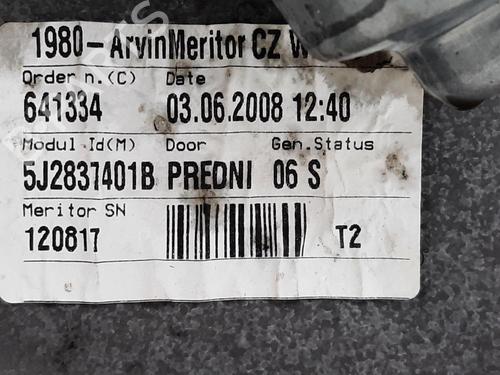 1980-ArvinMeritor CZ
Order n.(C) Date
641334 03.06.2008 12:40
Modul.Id(M) Door Gen.Status
5J2837401B PREDNI 06 S
Meritor SN
120817 T2